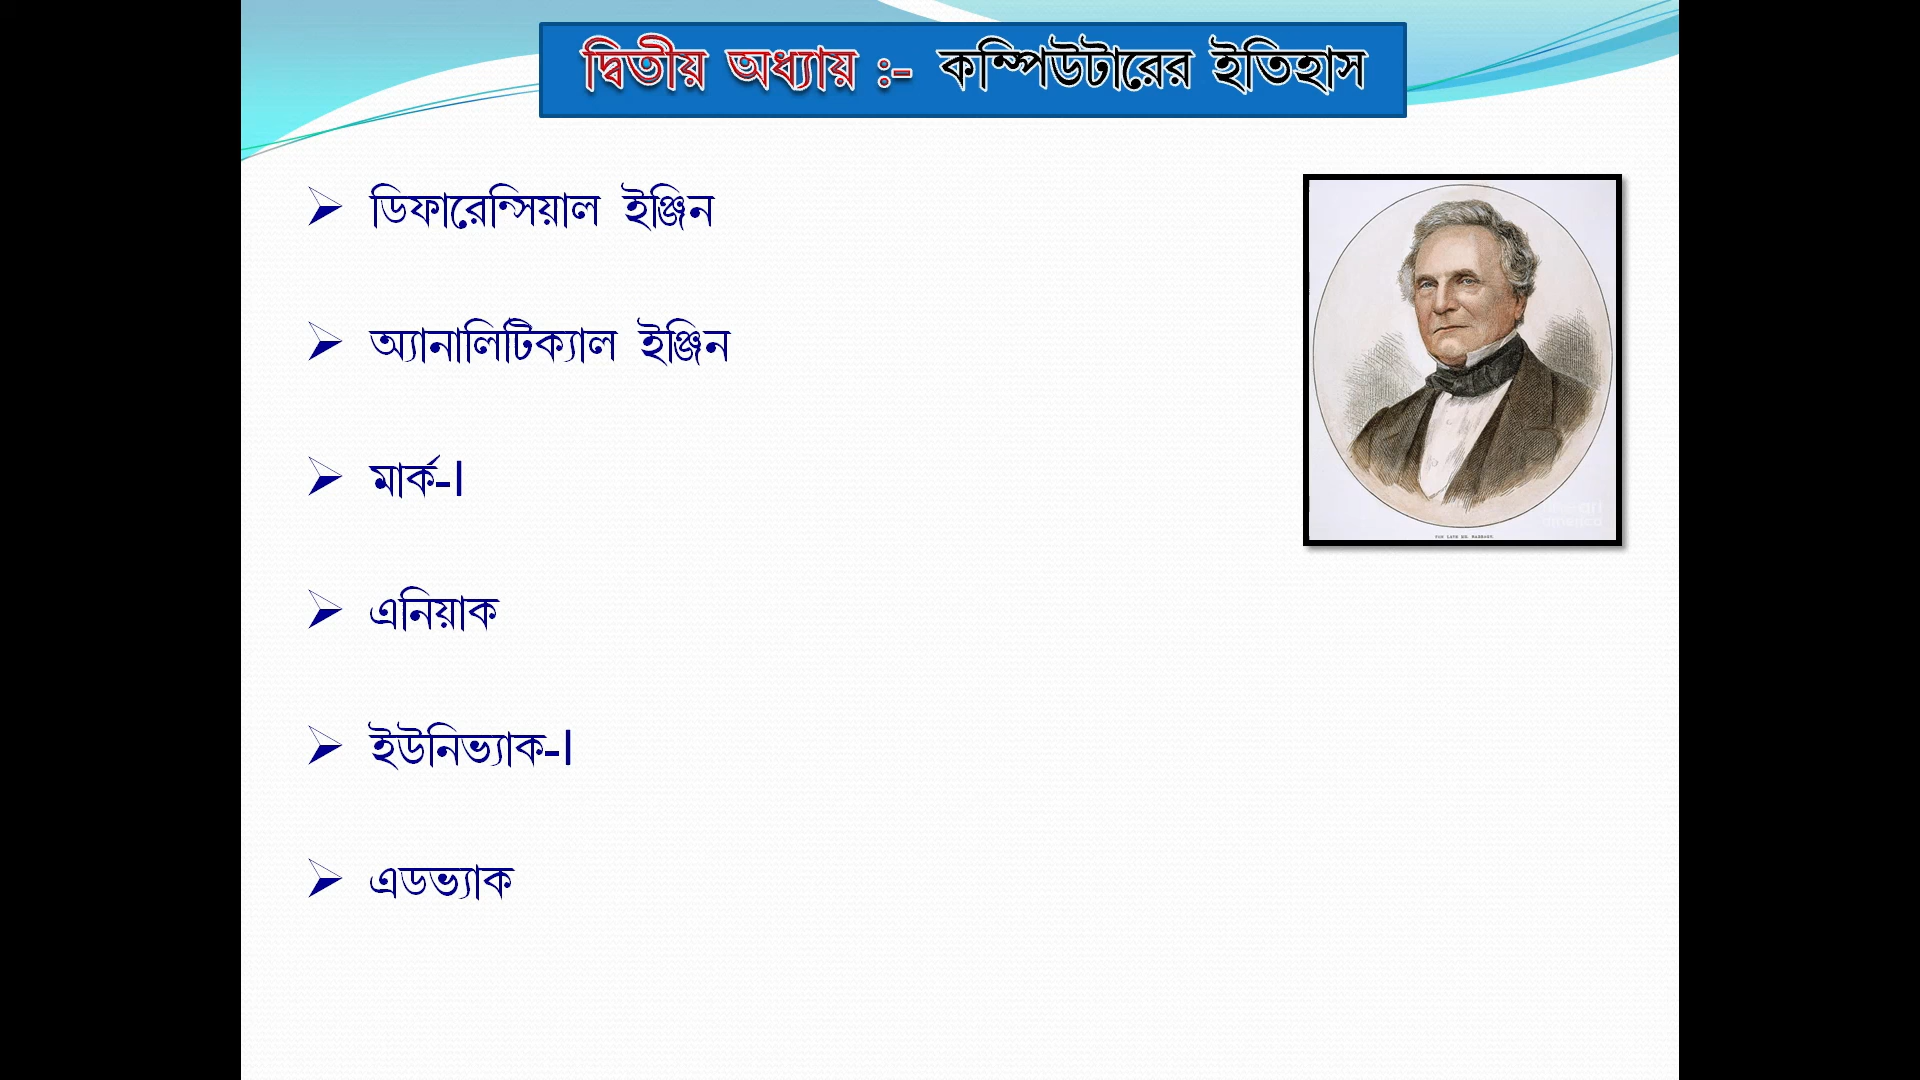 দ্বিতীয় অধ্যায় :- কম্পিউটারের ইতিহাস
ডিফারেন্সিয়াল ইঞ্জিন
অ্যানালিটিক্যাল ইঞ্জিন
মার্ক-I
এনিয়াক
ইউনিভ্যাক-I
এডভ্যাক